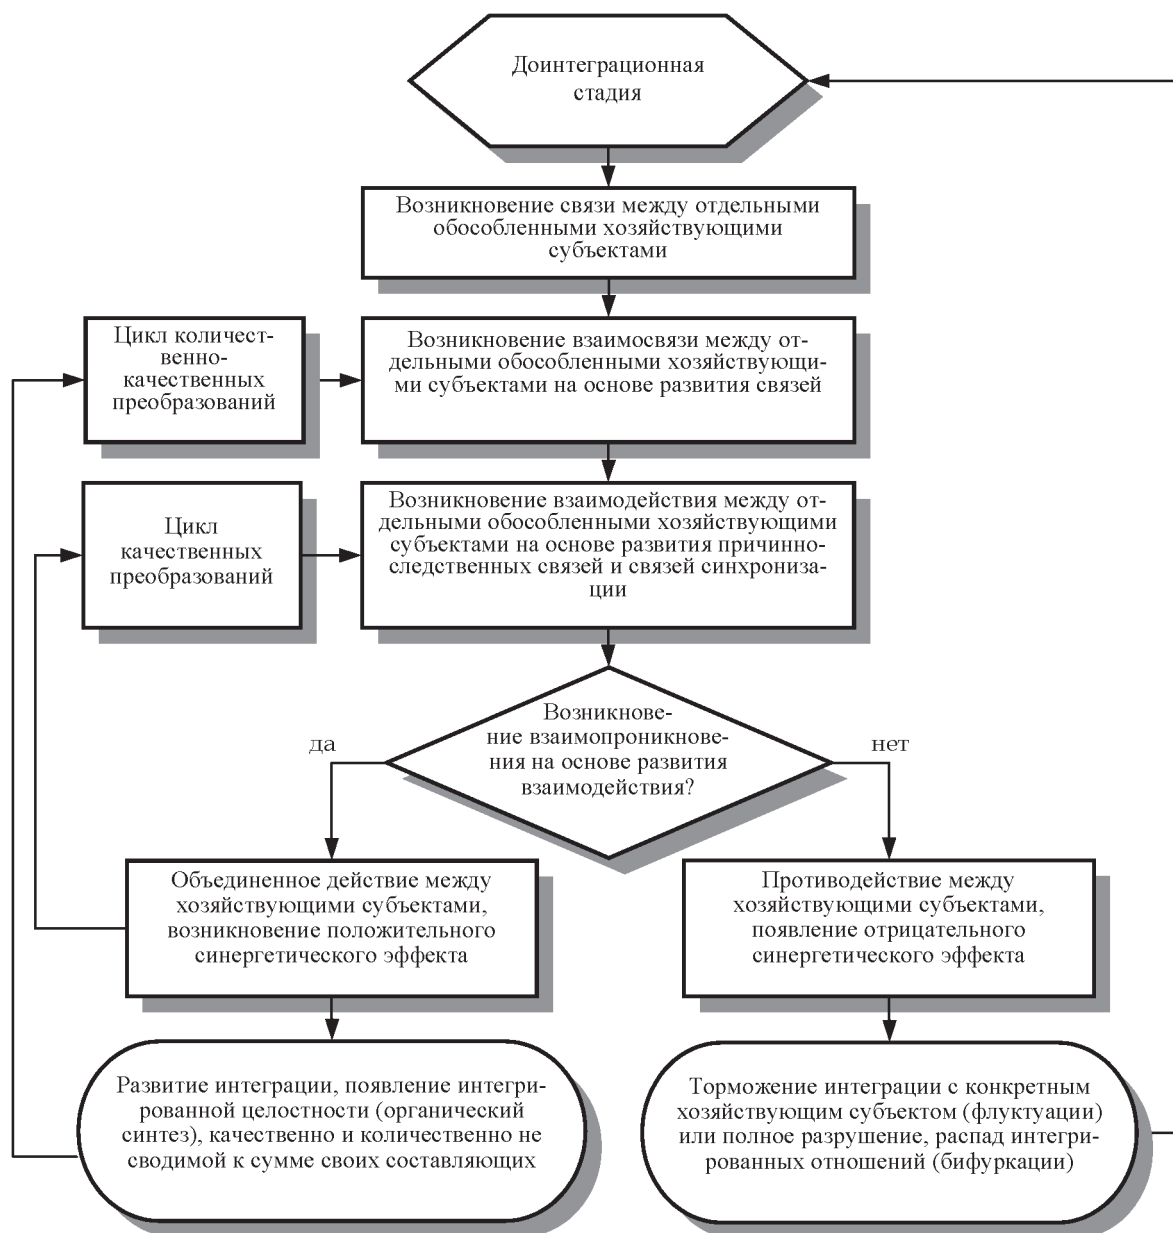 Доинтеграционная
стадия
Возникновение связи между отдельными
обособленными хозяйствующими
субъектами
Цикл количест-
венно-
качественных
преобразований
Возникновение взаимосвязи между от-
дельными обособленными хозяйствующи-
ми субъектами на основе развития связей
Цикл
качественных
преобразований
Возникновение взаимодействия между от-
дельными обособленными хозяйствующими
субъектами на основе развития причинно-
следственных связей и связей синхрониза-
ции
Возникнове-
ние взаимопроникнове-
ния на основе развития
взаимодействия?
да
нет
Объединенное действие между
хозяйствующими субъектами,
возникновение положительного
синергетического эффекта
Противодействие между
хозяйствующими субъектами,
появление отрицательного
синергетического эффекта
Развитие интеграции, появление интегри-
рованной целостности (органический
синтез), качественно и количественно не
сводимой к сумме своих составляющих
Торможение интеграции с конкретным
хозяйствующим субъектом (флуктуации)
или полное разрушение, распад интегри-
рованных отношений (бифуркации)